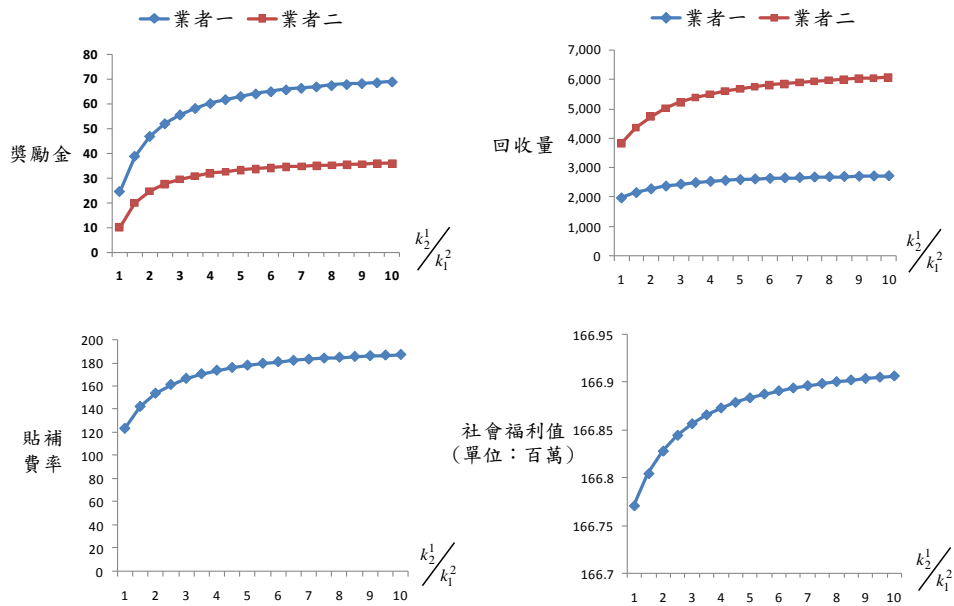 業者一 業者二
80
70
60
50
40
30
20
10
0
獎勵金
1 2 3 4 5 6 7 8 9 10
k_2^1/k_1^2
業者一 業者二
7,000
6,000
5,000
4,000
3,000
2,000
1,000
0
回收量
1 2 3 4 5 6 7 8 9 10
k_2^1/k_1^2
200
180
160
140
120
100
80
60
40
20
0
貼補
費率
1 2 3 4 5 6 7 8 9 10
k_2^1/k_1^2
166.95
166.9
166.85
166.8
166.75
166.7
社會福利值
(單位：百萬)
1 2 3 4 5 6 7 8 9 10
k_2^1/k_1^2